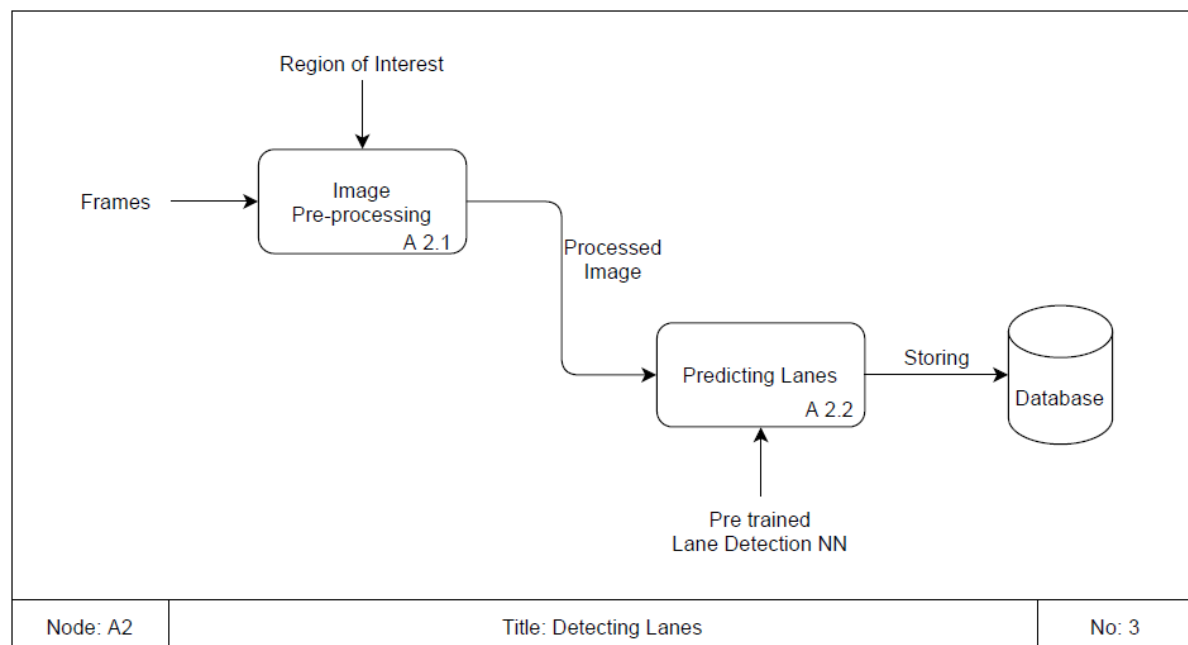 Region of Interest
Frames
Image
Pre-processing
A 2.1
Processed
Image
Predicting Lanes
A 2.2
Storing
Database
Pre trained
Lane Detection NN
Node: A2
Title: Detecting Lanes
No: 3